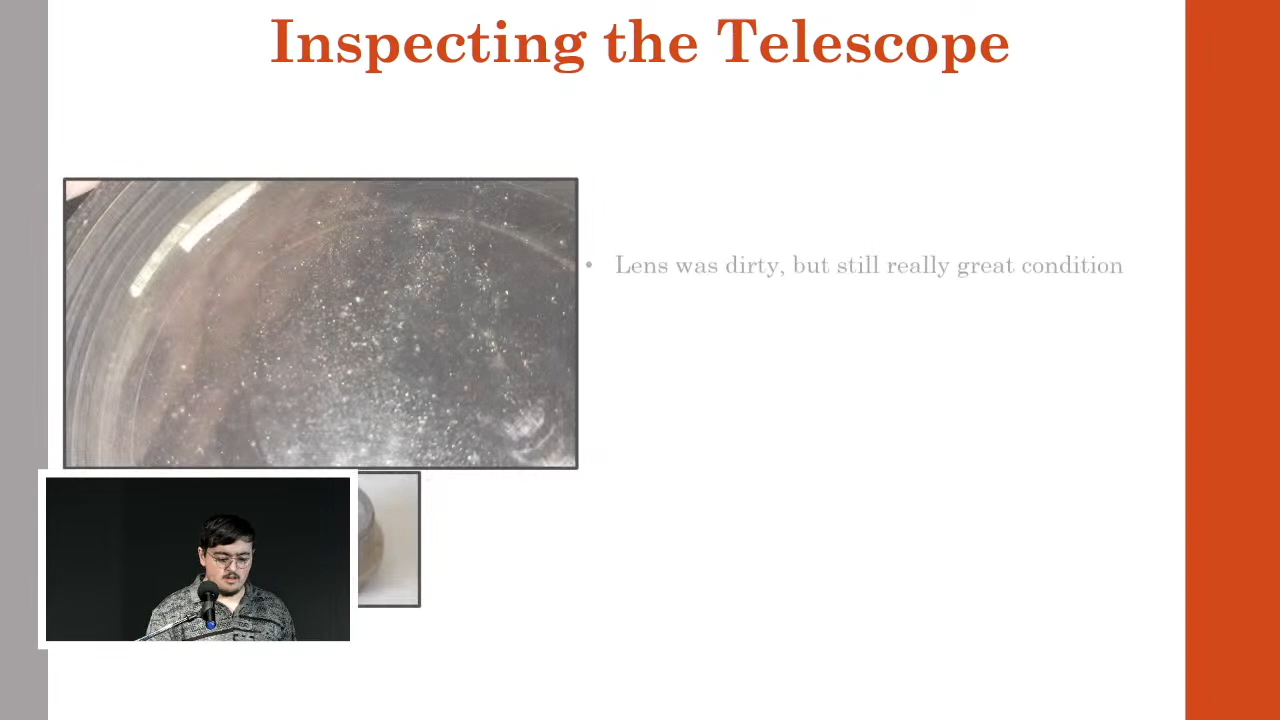 Inspecting the Telescope
• Lens was dirty, but still really great condition